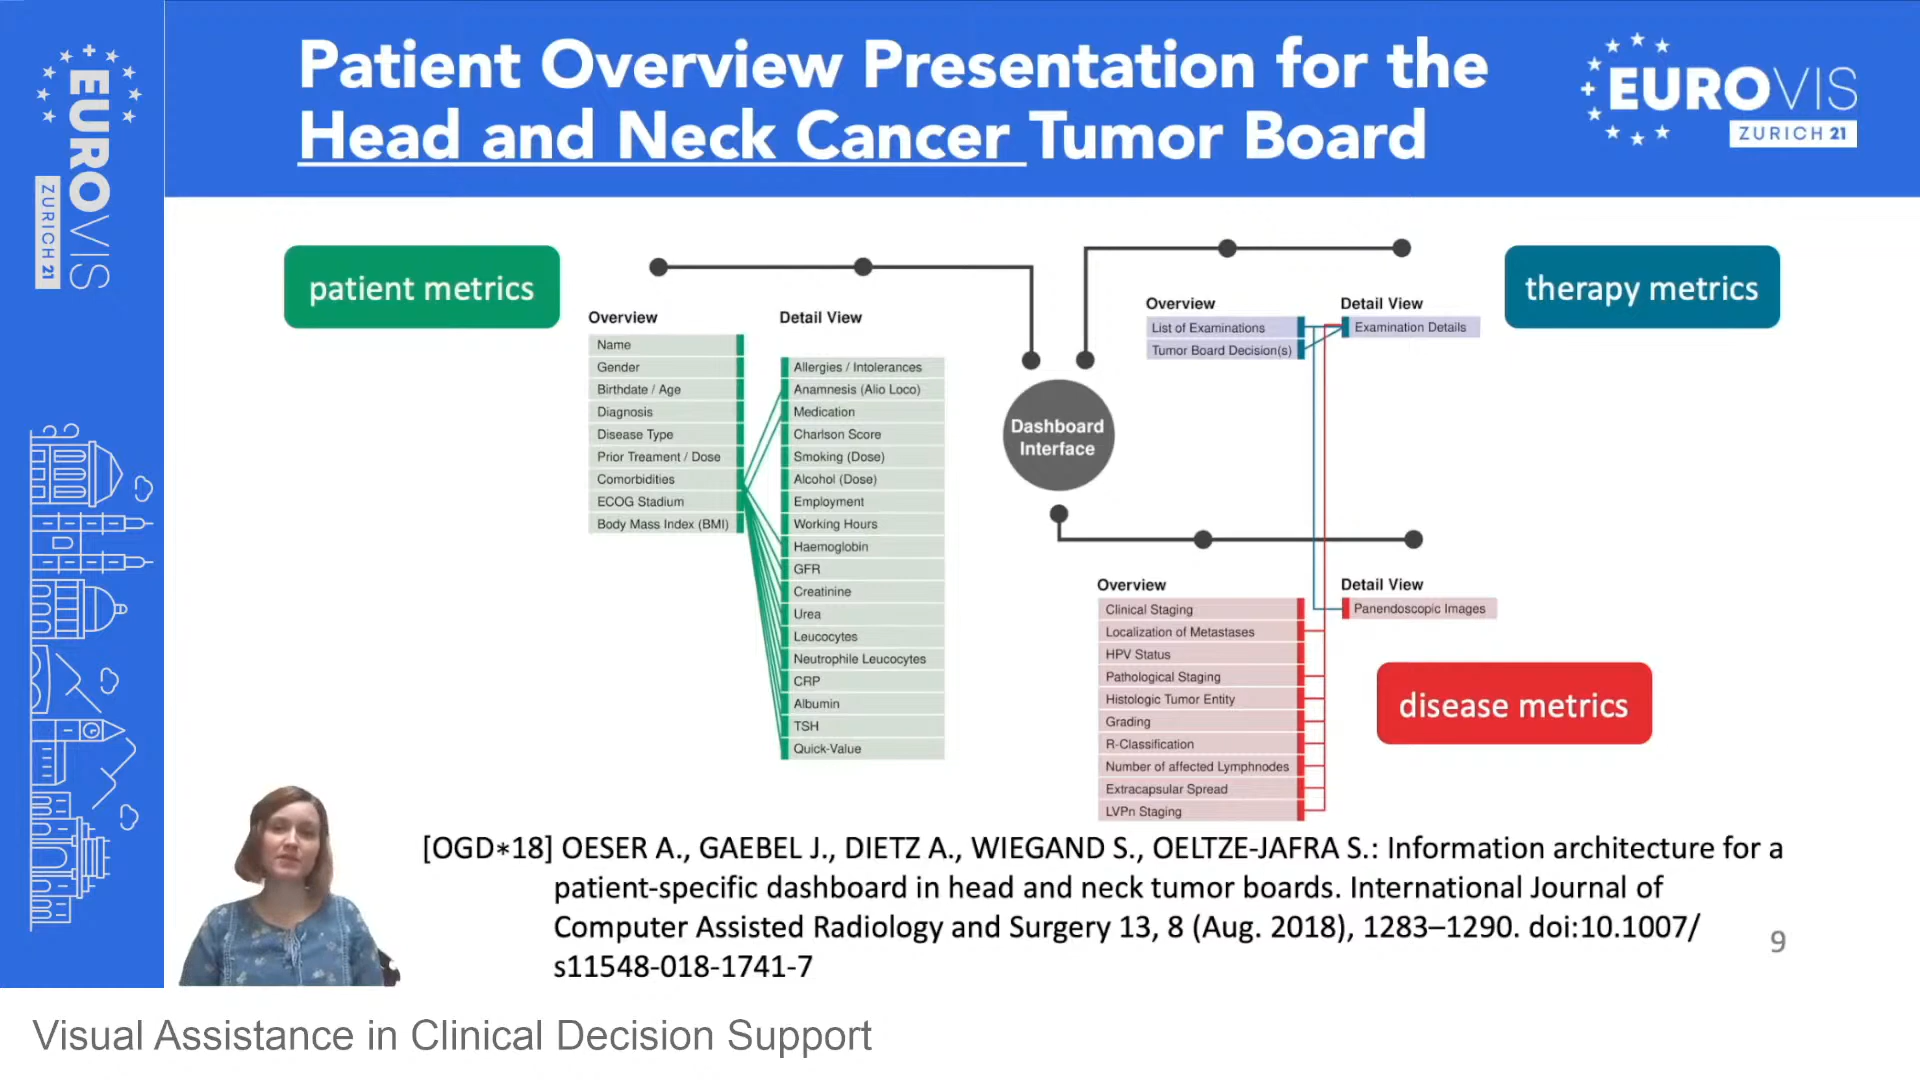 Patient Overview Presentation for the
Head and Neck Cancer Tumor Board
EUROVIS
ZURICH 21
EUROVIS
ZURICH 21
patient metrics
therapy metrics
Overview
Name
Gender
Birthdate / Age
Diagnosis
Disease Type
Prior Treament / Dose
Comorbidities
ECOG Stadium
Body Mass Index (BMI)
Detail View
Allergies / Intolerances
Anamnesis (Alio Loco)
Medication
Charlson Score
Smoking (Dose)
Alcohol (Dose)
Employment
Working Hours
Haemoglobin
GFR
Creatinine
Urea
Leucocytes
Neutrophile Leucocytes
CRP
Albumin
TSH
Quick-Value
Dashboard
Interface
Overview
List of Examinations
Tumor Board Decision(s)
Detail View
Examination Details
Overview
Clinical Staging
Localization of Metastases
HPV Status
Pathological Staging
Histologic Tumor Entity
Grading
R-Classification
Number of affected Lymphnodes
Extracapsular Spread
LVPn Staging
Detail View
Panendoscopic Images
disease metrics
[OGD*18] OESER A., GAEBEL J., DIETZ A., WIEGAND S., OELTZE-JAFRA S.: Information architecture for a
patient-specific dashboard in head and neck tumor boards. International Journal of
Computer Assisted Radiology and Surgery 13, 8 (Aug. 2018), 1283–1290. doi:10.1007/
s11548-018-1741-7
9
Visual Assistance in Clinical Decision Support